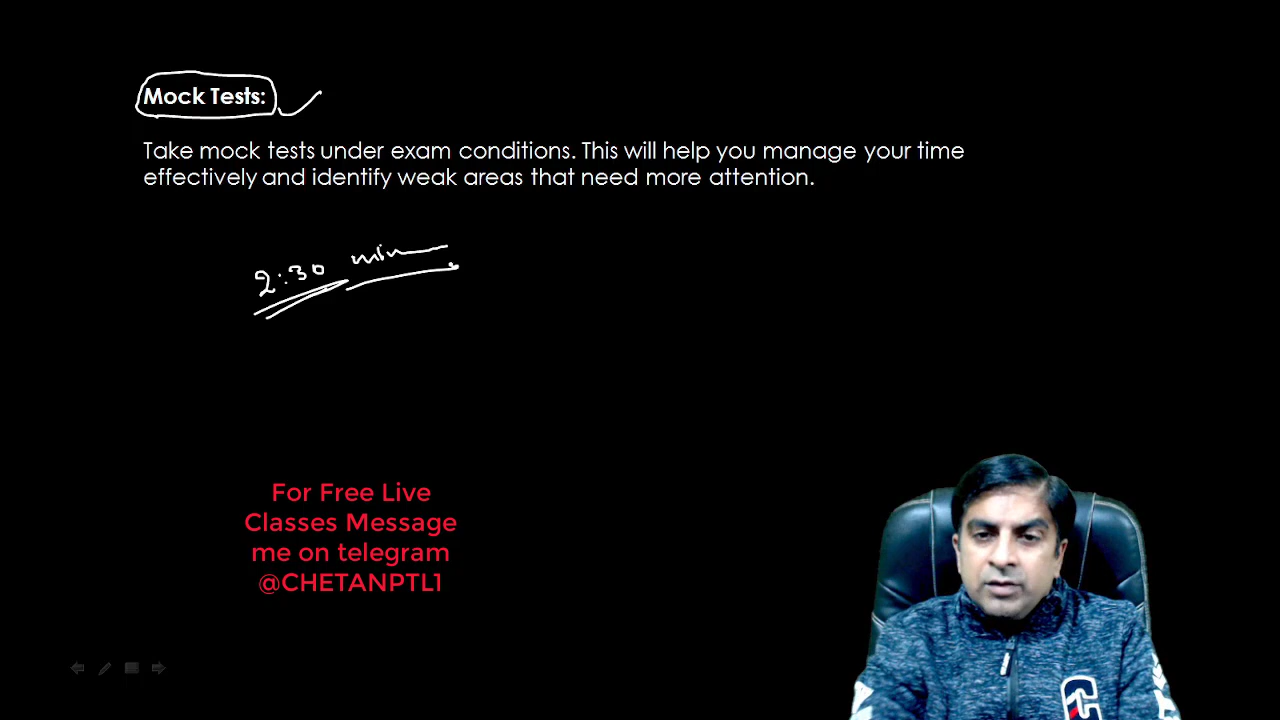 Mock Tests:
Take mock tests under exam conditions. This will help you manage your time
effectively and identify weak areas that need more attention.
2:30 min
For Free Live
Classes Message
me on telegram
@CHETANPTL1